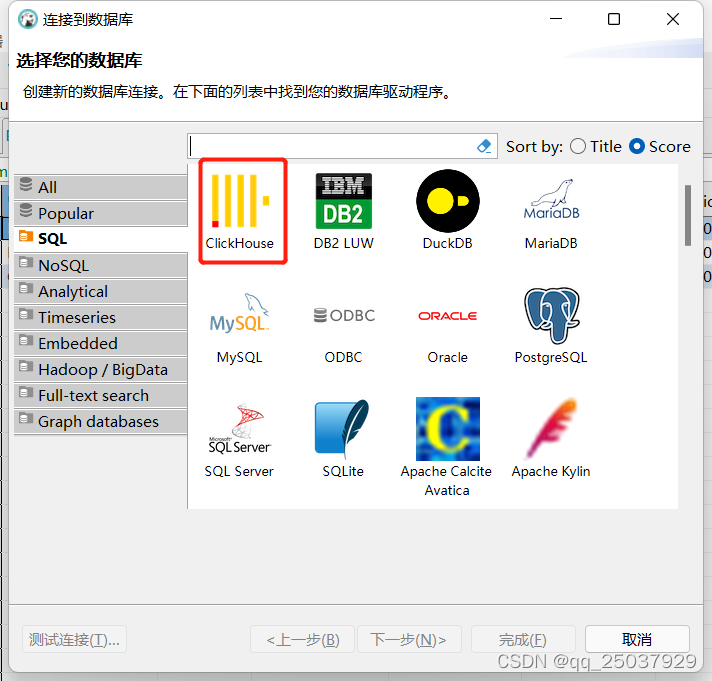 连接到数据库
选择您的数据库
创建新的数据库连接。在下面的列表中找到您的数据库驱动程序。
Sort by: Title Score
All
Popular
SQL
NoSQL
Analytical
Timeseries
Embedded
Hadoop / BigData
Full-text search
Graph databases
ClickHouse
IBM
DB2
DB2 LUW
DuckDB
MariaDB
MariaDB
MySQL
MySQL
ODBC
ODBC
ORACLE
Oracle
PostgreSQL
Microsoft
SQL Server
SQL Server
SQLite
C
Apache Calcite
Avatica
Apache Kylin
测试连接(T)...
<上一步(B)
下一步(N)>
完成(F)
取消
CSDN @qq_25037929